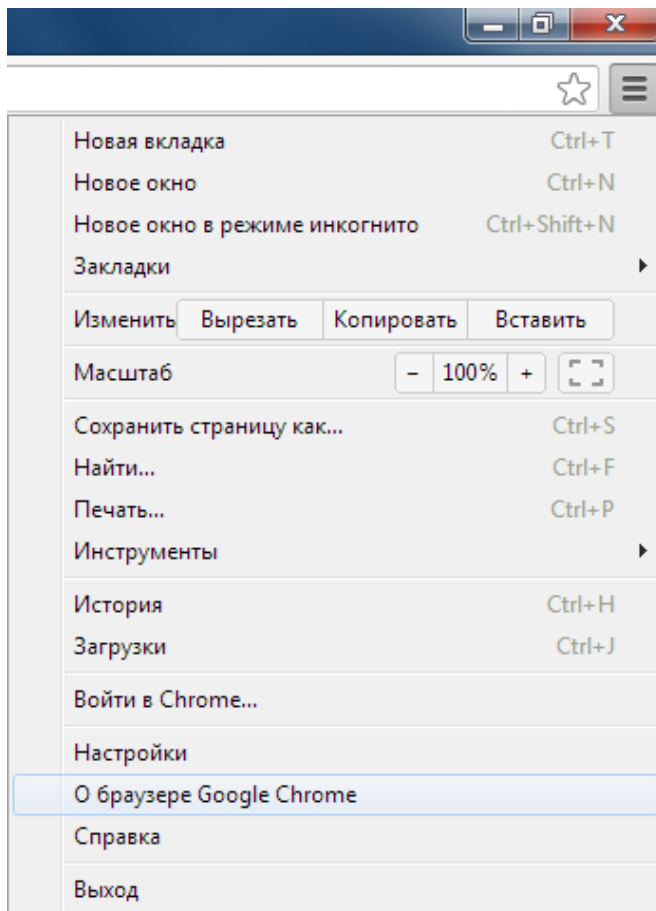 Новая вкладка Ctrl+T
Новое окно Ctrl+N
Новое окно в режиме инкогнито Ctrl+Shift+N
Закладки
Изменить Вырезать Копировать Вставить
Масштаб - 100% +
Сохранить страницу как... Ctrl+S
Найти... Ctrl+F
Печать... Ctrl+P
Инструменты
История Ctrl+H
Загрузки Ctrl+J
Войти в Chrome...
Настройки
О браузере Google Chrome
Справка
Выход